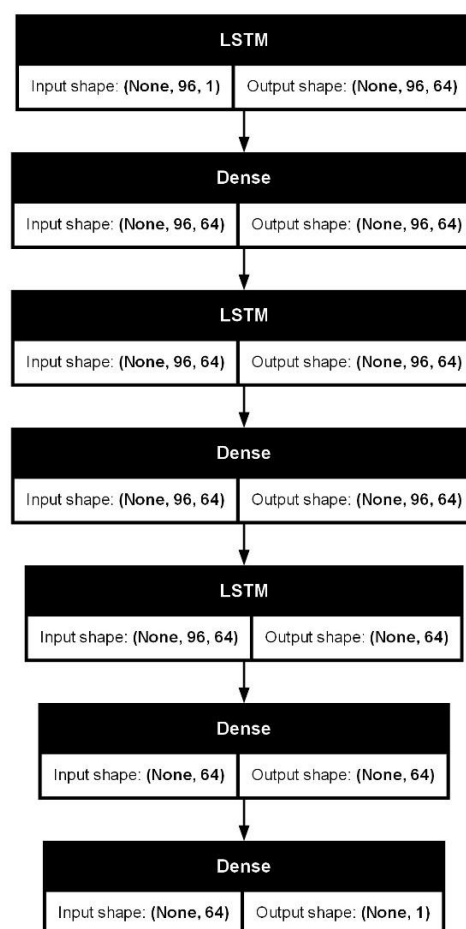 LSTM
Input shape: (None, 96, 1) Output shape: (None, 96, 64)
Dense
Input shape: (None, 96, 64) Output shape: (None, 96, 64)
LSTM
Input shape: (None, 96, 64) Output shape: (None, 96, 64)
Dense
Input shape: (None, 96, 64) Output shape: (None, 96, 64)
LSTM
Input shape: (None, 96, 64) Output shape: (None, 64)
Dense
Input shape: (None, 64) Output shape: (None, 64)
Dense
Input shape: (None, 64) Output shape: (None, 1)